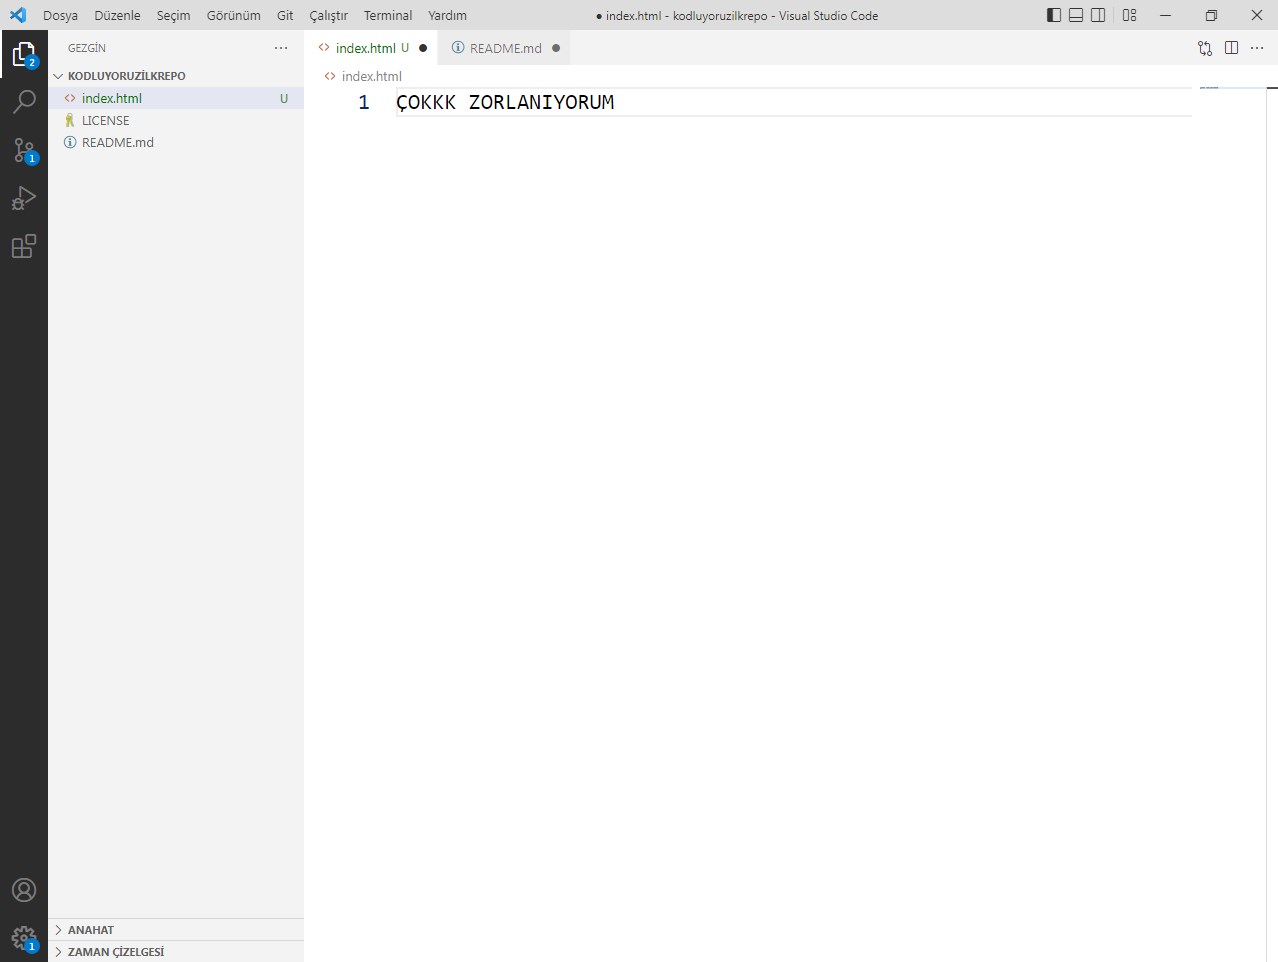 Dosya Düzenle Seçim Görünüm Git Çalıştır Terminal Yardım ● index.html - kodluyoruzilkrepo - Visual Studio Code
GEZGİN ...
index.html U ● README.md ●
KODLUYORUZİLKREPO
index.html
index.html U
1 ÇOKKK ZORLANIYORUM
LICENSE
README.md
2
1
1
ANAHAT
ZAMAN ÇİZELGESİ